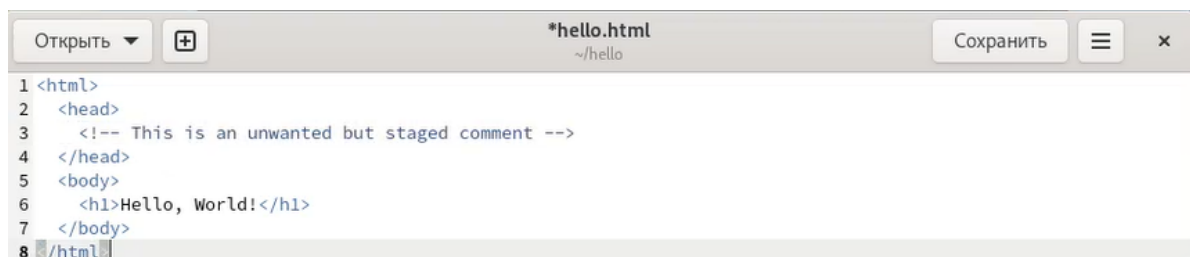 Открыть
*hello.html
~/hello
Сохранить
1 <html>
2   <head>
3     <!-- This is an unwanted but staged comment -->
4   </head>
5   <body>
6     <h1>Hello, World!</h1>
7   </body>
8 </html>